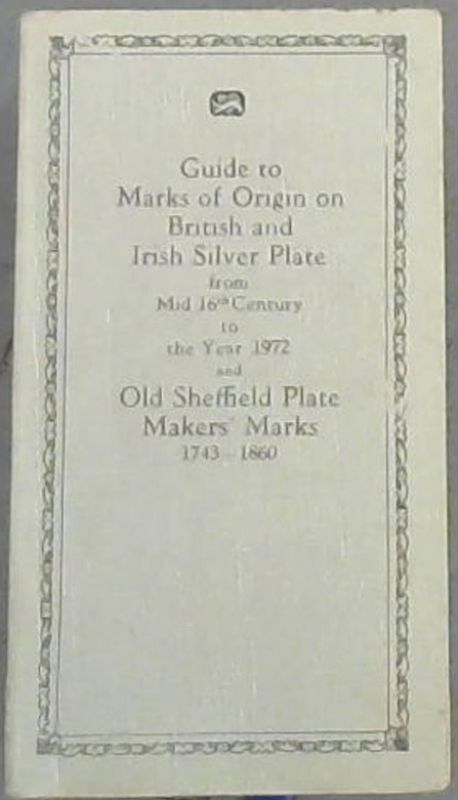 Guide to
Marks of Origin on
British and
Irish Silver Plate
from
Mid 16th Century
to
the Year 1972
and
Old Sheffield Plate
Makers' Marks
1743–1860